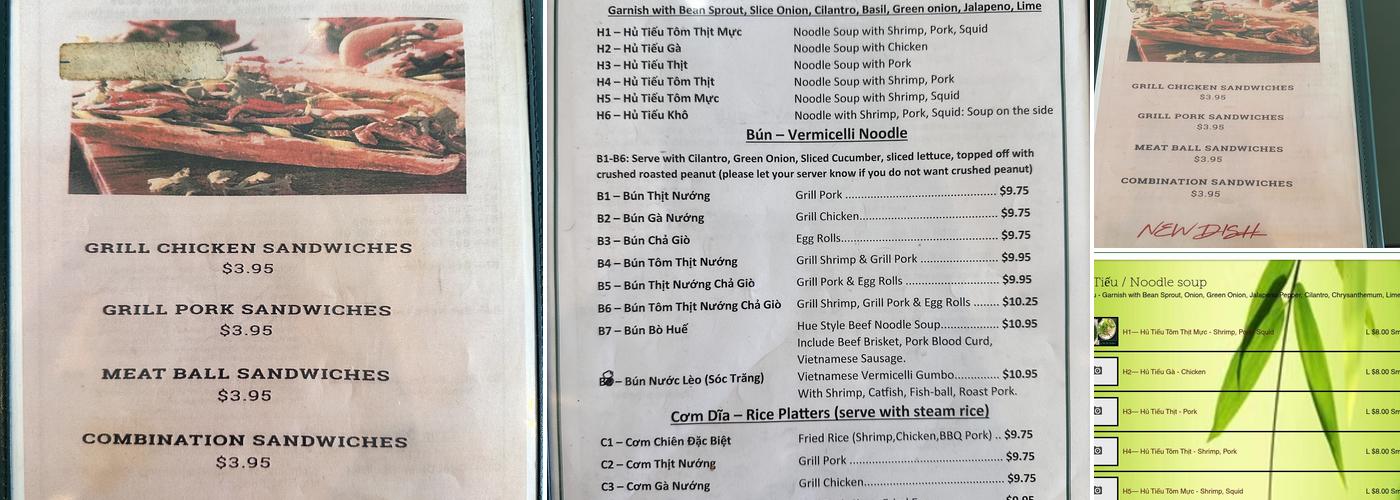 GRILL CHICKEN SANDWICHES
$3.95
GRILL PORK SANDWICHES
$3.95
MEAT BALL SANDWICHES
$3.95
COMBINATION SANDWICHES
$3.95
Garnish with Bean Sprout, Slice Onion, Cilantro, Basil, Green onion, Jalapeno, Lime
H1 – Hủ Tiếu Tôm Thịt Mực Noodle Soup with Shrimp, Pork, Squid
H2 – Hủ Tiếu Gà Noodle Soup with Chicken
H3 – Hủ Tiếu Thịt Noodle Soup with Pork
H4 – Hủ Tiếu Tôm Thịt Noodle Soup with Shrimp, Pork
H5 – Hủ Tiếu Tôm Mực Noodle Soup with Shrimp, Squid
H6 – Hủ Tiếu Khô Noodle with Shrimp, Pork, Squid: Soup on the side
Bún – Vermicelli Noodle
B1-B6: Serve with Cilantro, Green Onion, Sliced Cucumber, sliced lettuce, topped off with
crushed roasted peanut (please let your server know if you do not want crushed peanut)
B1 – Bún Thịt Nướng Grill Pork ................................................ $9.75
B2 – Bún Gà Nướng Grill Chicken........................................... $9.75
B3 – Bún Chả Giò Egg Rolls................................................ $9.75
B4 – Bún Tôm Thịt Nướng Grill Shrimp & Grill Pork ........................ $9.95
B5 – Bún Thịt Nướng Chả Giò Grill Pork & Egg Rolls ............................ $9.95
B6 – Bún Tôm Thịt Nướng Chả Giò Grill Shrimp, Grill Pork & Egg Rolls ........ $10.25
B7 – Bún Bò Huế Hue Style Beef Noodle Soup................ $10.95
Include Beef Brisket, Pork Blood Curd,
Vietnamese Sausage.
– Bún Nước Lèo (Sóc Trăng) Vietnamese Vermicelli Gumbo................ $10.95
With Shrimp, Catfish, Fish-ball, Roast Pork.
Cơm Dĩa – Rice Platters (serve with steam rice)
C1 – Cơm Chiên Đặc Biệt Fried Rice (Shrimp,Chicken,BBQ Pork) .. $9.75
C2 – Cơm Thịt Nướng Grill Pork ............................................. $9.75
C3 – Cơm Gà Nướng Grill Chicken......................................... $9.75
GRILL CHICKEN SANDWICHES
$3.95
GRILL PORK SANDWICHES
$3.95
MEAT BALL SANDWICHES
$3.95
COMBINATION SANDWICHES
$3.95
NEW DISH
Tiếu / Noodle soup
- Garnish with Bean Sprout, Onion, Green Onion, Jalapeno Pepper, Cilantro, Chrysanthemum, Lime
H1— Hủ Tiếu Tôm Thịt Mực - Shrimp, Pork, Squid L $8.00 Sm
H2— Hủ Tiếu Gà - Chicken L $8.00 Sm
H3— Hủ Tiếu Thịt - Pork L $8.00 Sm
H4— Hủ Tiếu Tôm Thịt - Shrimp, Pork L $8.00 Sm
H5— Hủ Tiếu Tôm Mực - Shrimp, Squid L $8.00 Sm